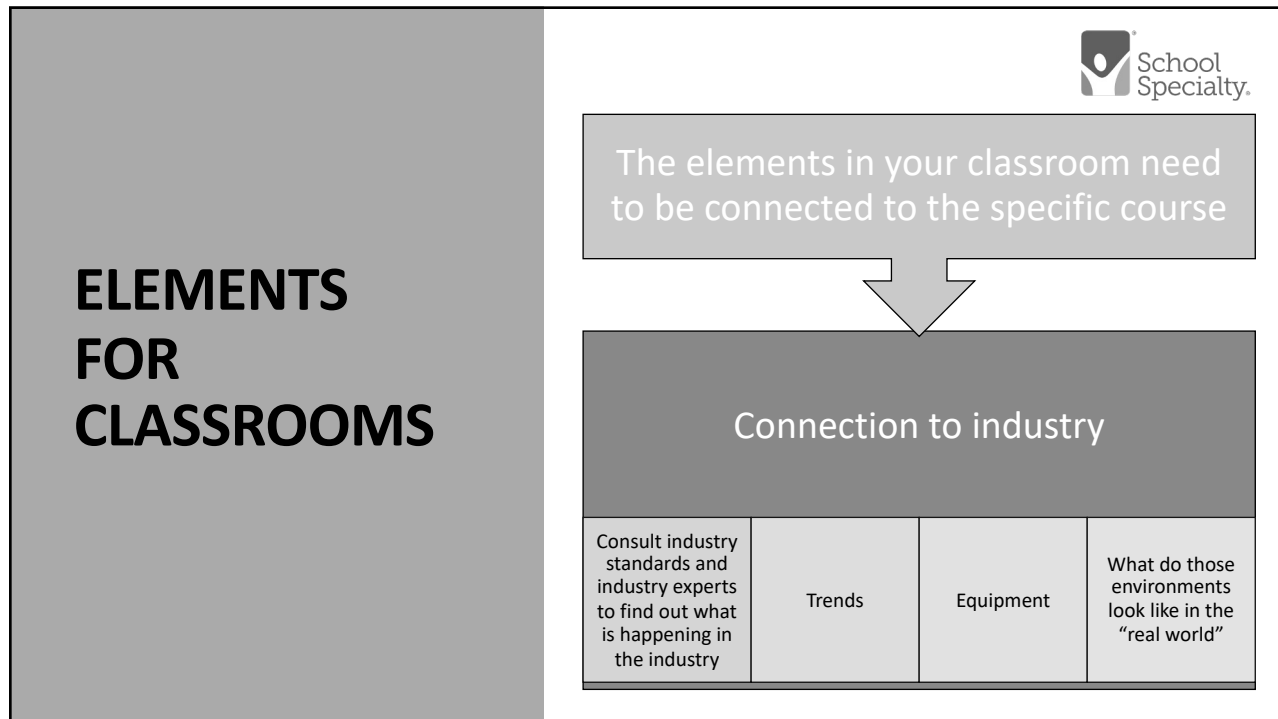 School
Specialty.
The elements in your classroom need
to be connected to the specific course
ELEMENTS
FOR
CLASSROOMS
Connection to industry
Consult industry
standards and
industry experts
to find out what
is happening in
the industry
Trends
Equipment
What do those
environments
look like in the
“real world”